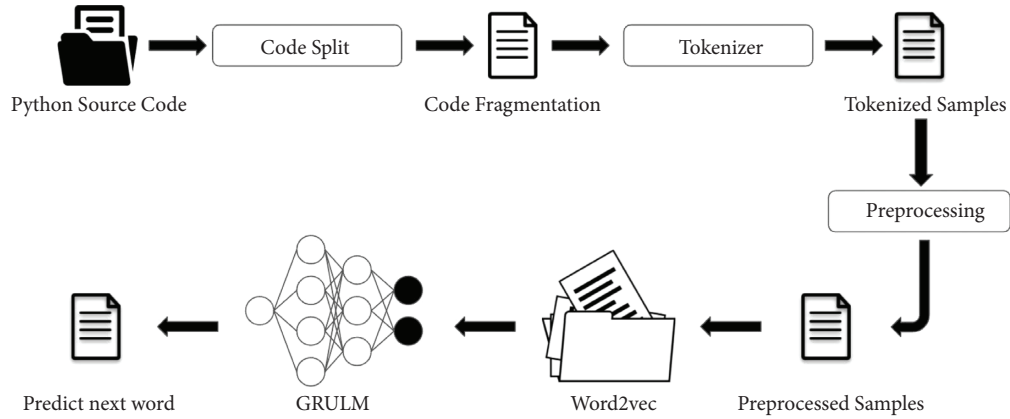 Code Split
Tokenizer
Python Source Code
Code Fragmentation
Tokenized Samples
Preprocessing
Predict next word
GRULM
Word2vec
Preprocessed Samples